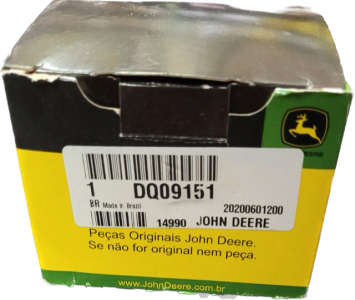 DEERE
1 DQ09151
BR Made in Brazil 20200601200
14990 JOHN DEERE
Peças Originais John Deere.
Se não for original nem peça.
www.JohnDeere.com.br